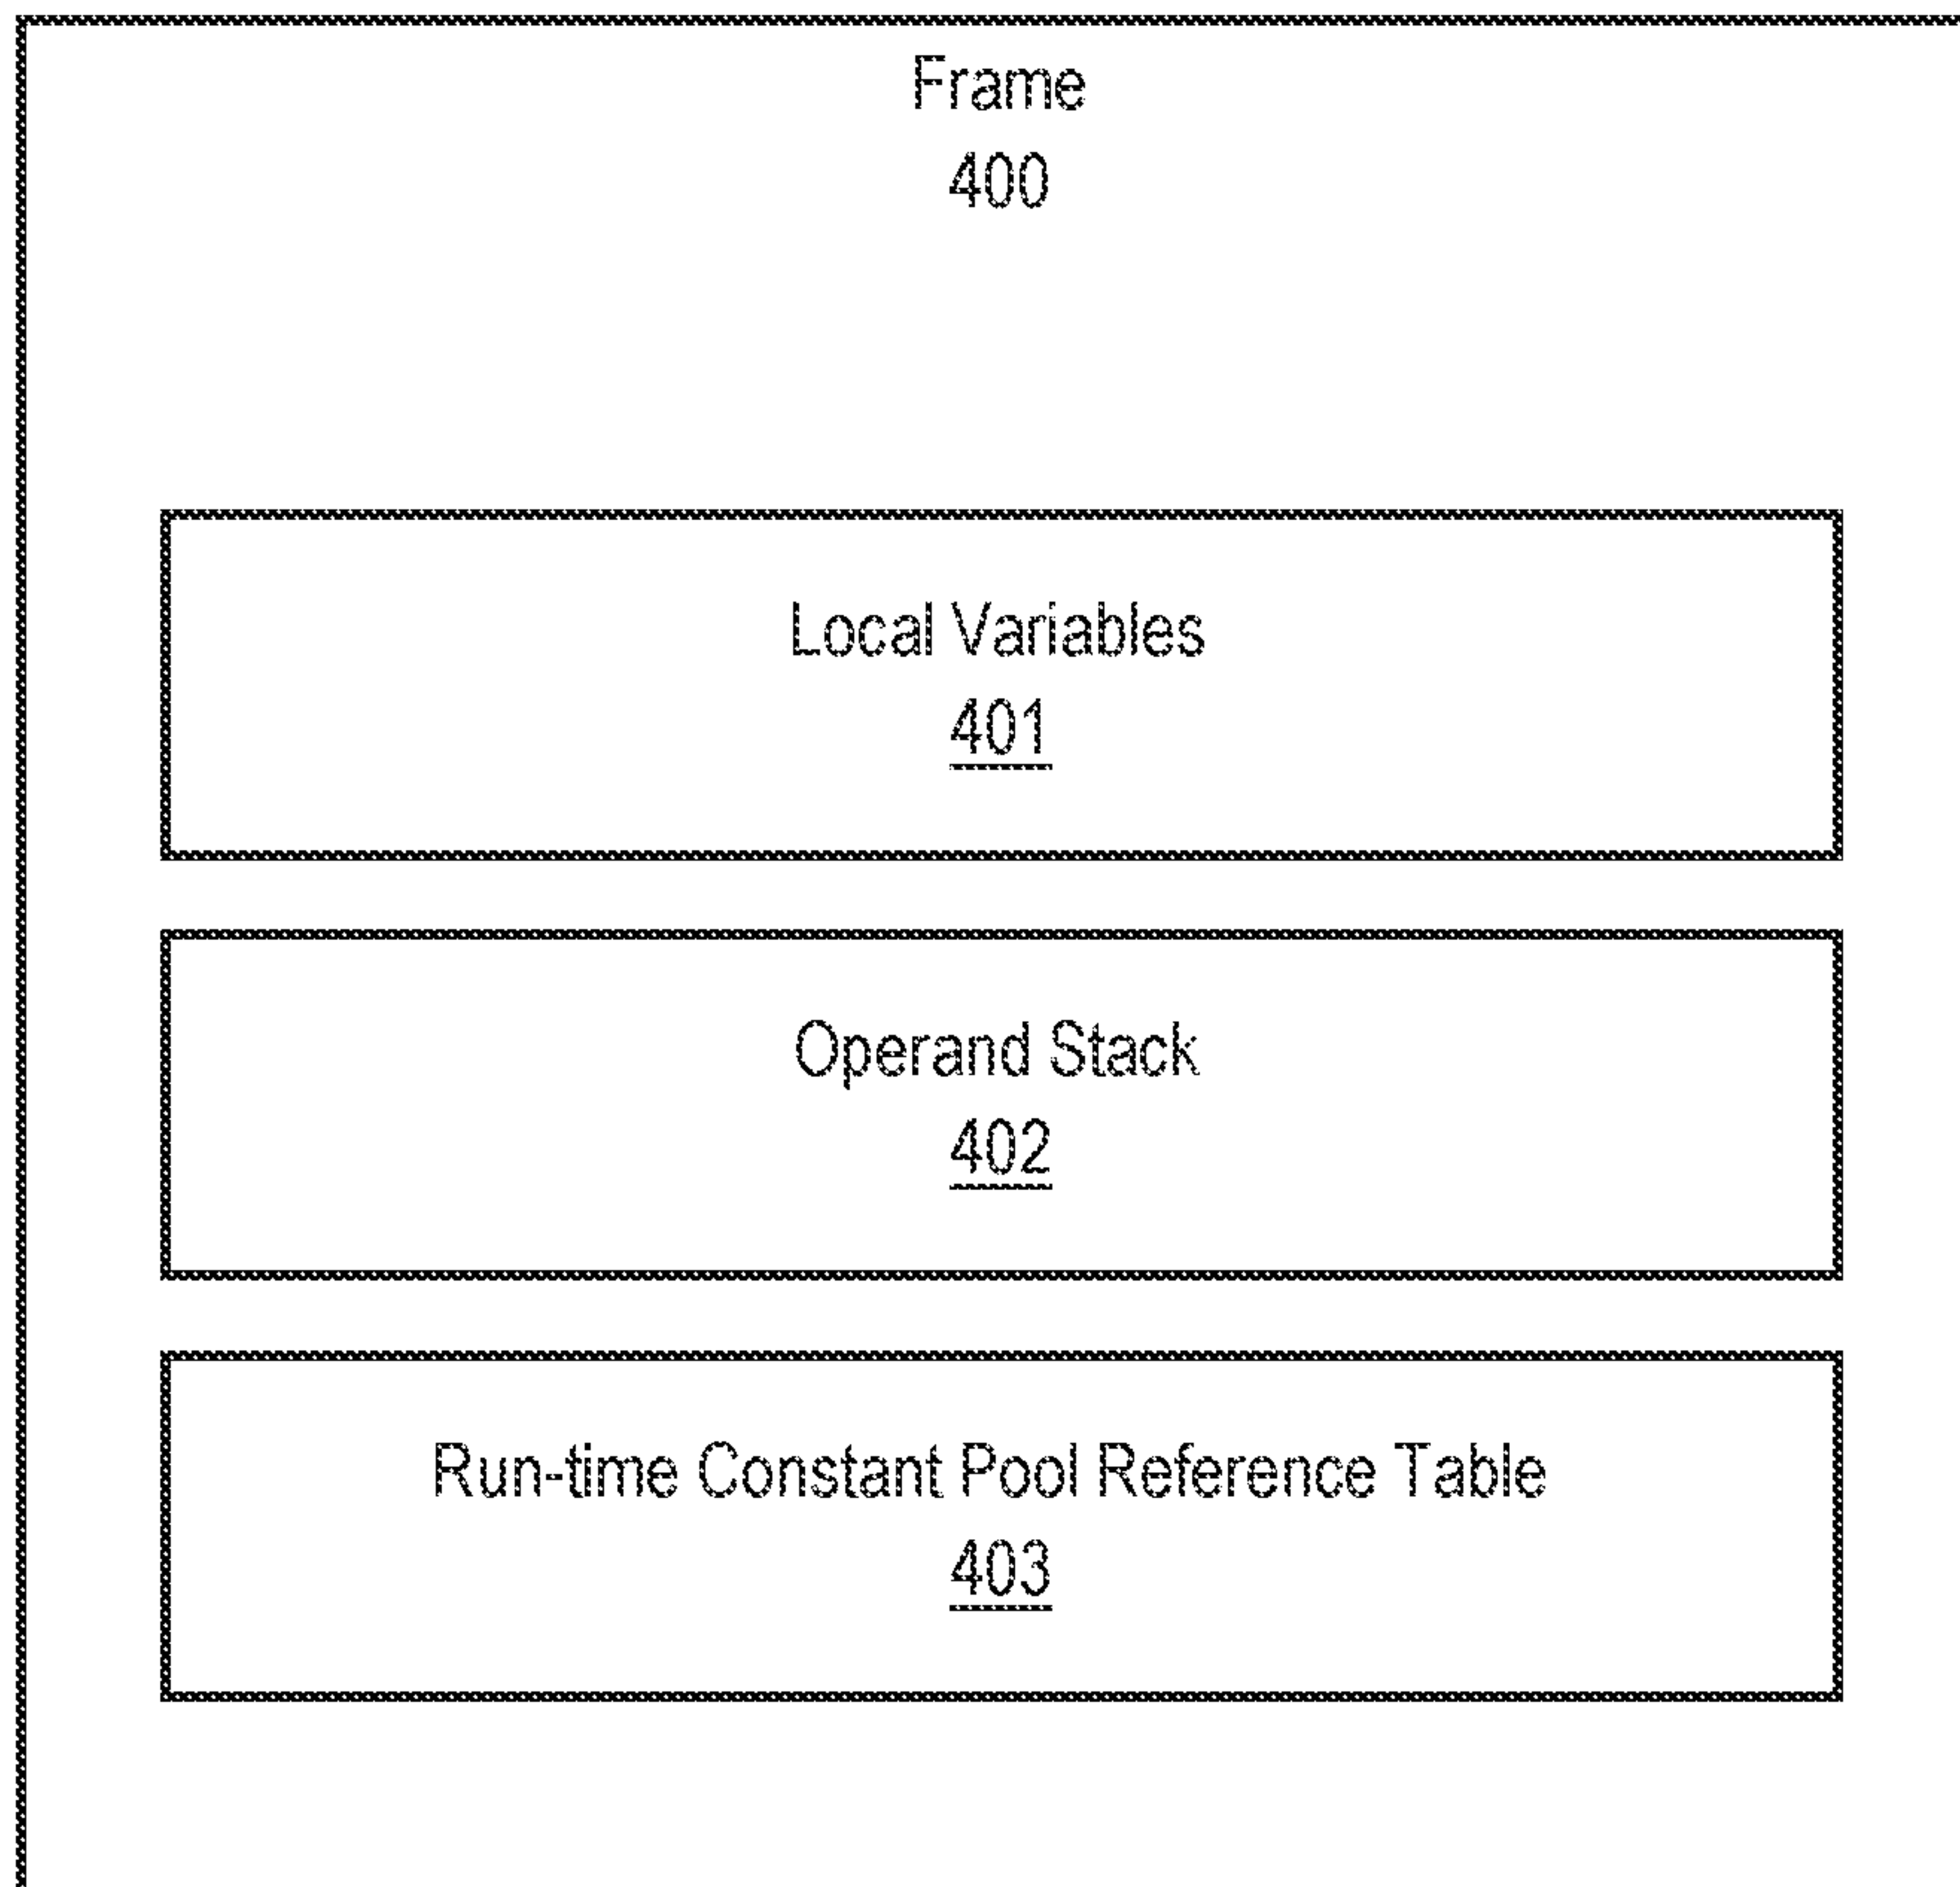 Frame
400
Local Variables
401
Operand Stack
402
Run-time Constant Pool Reference Table
403